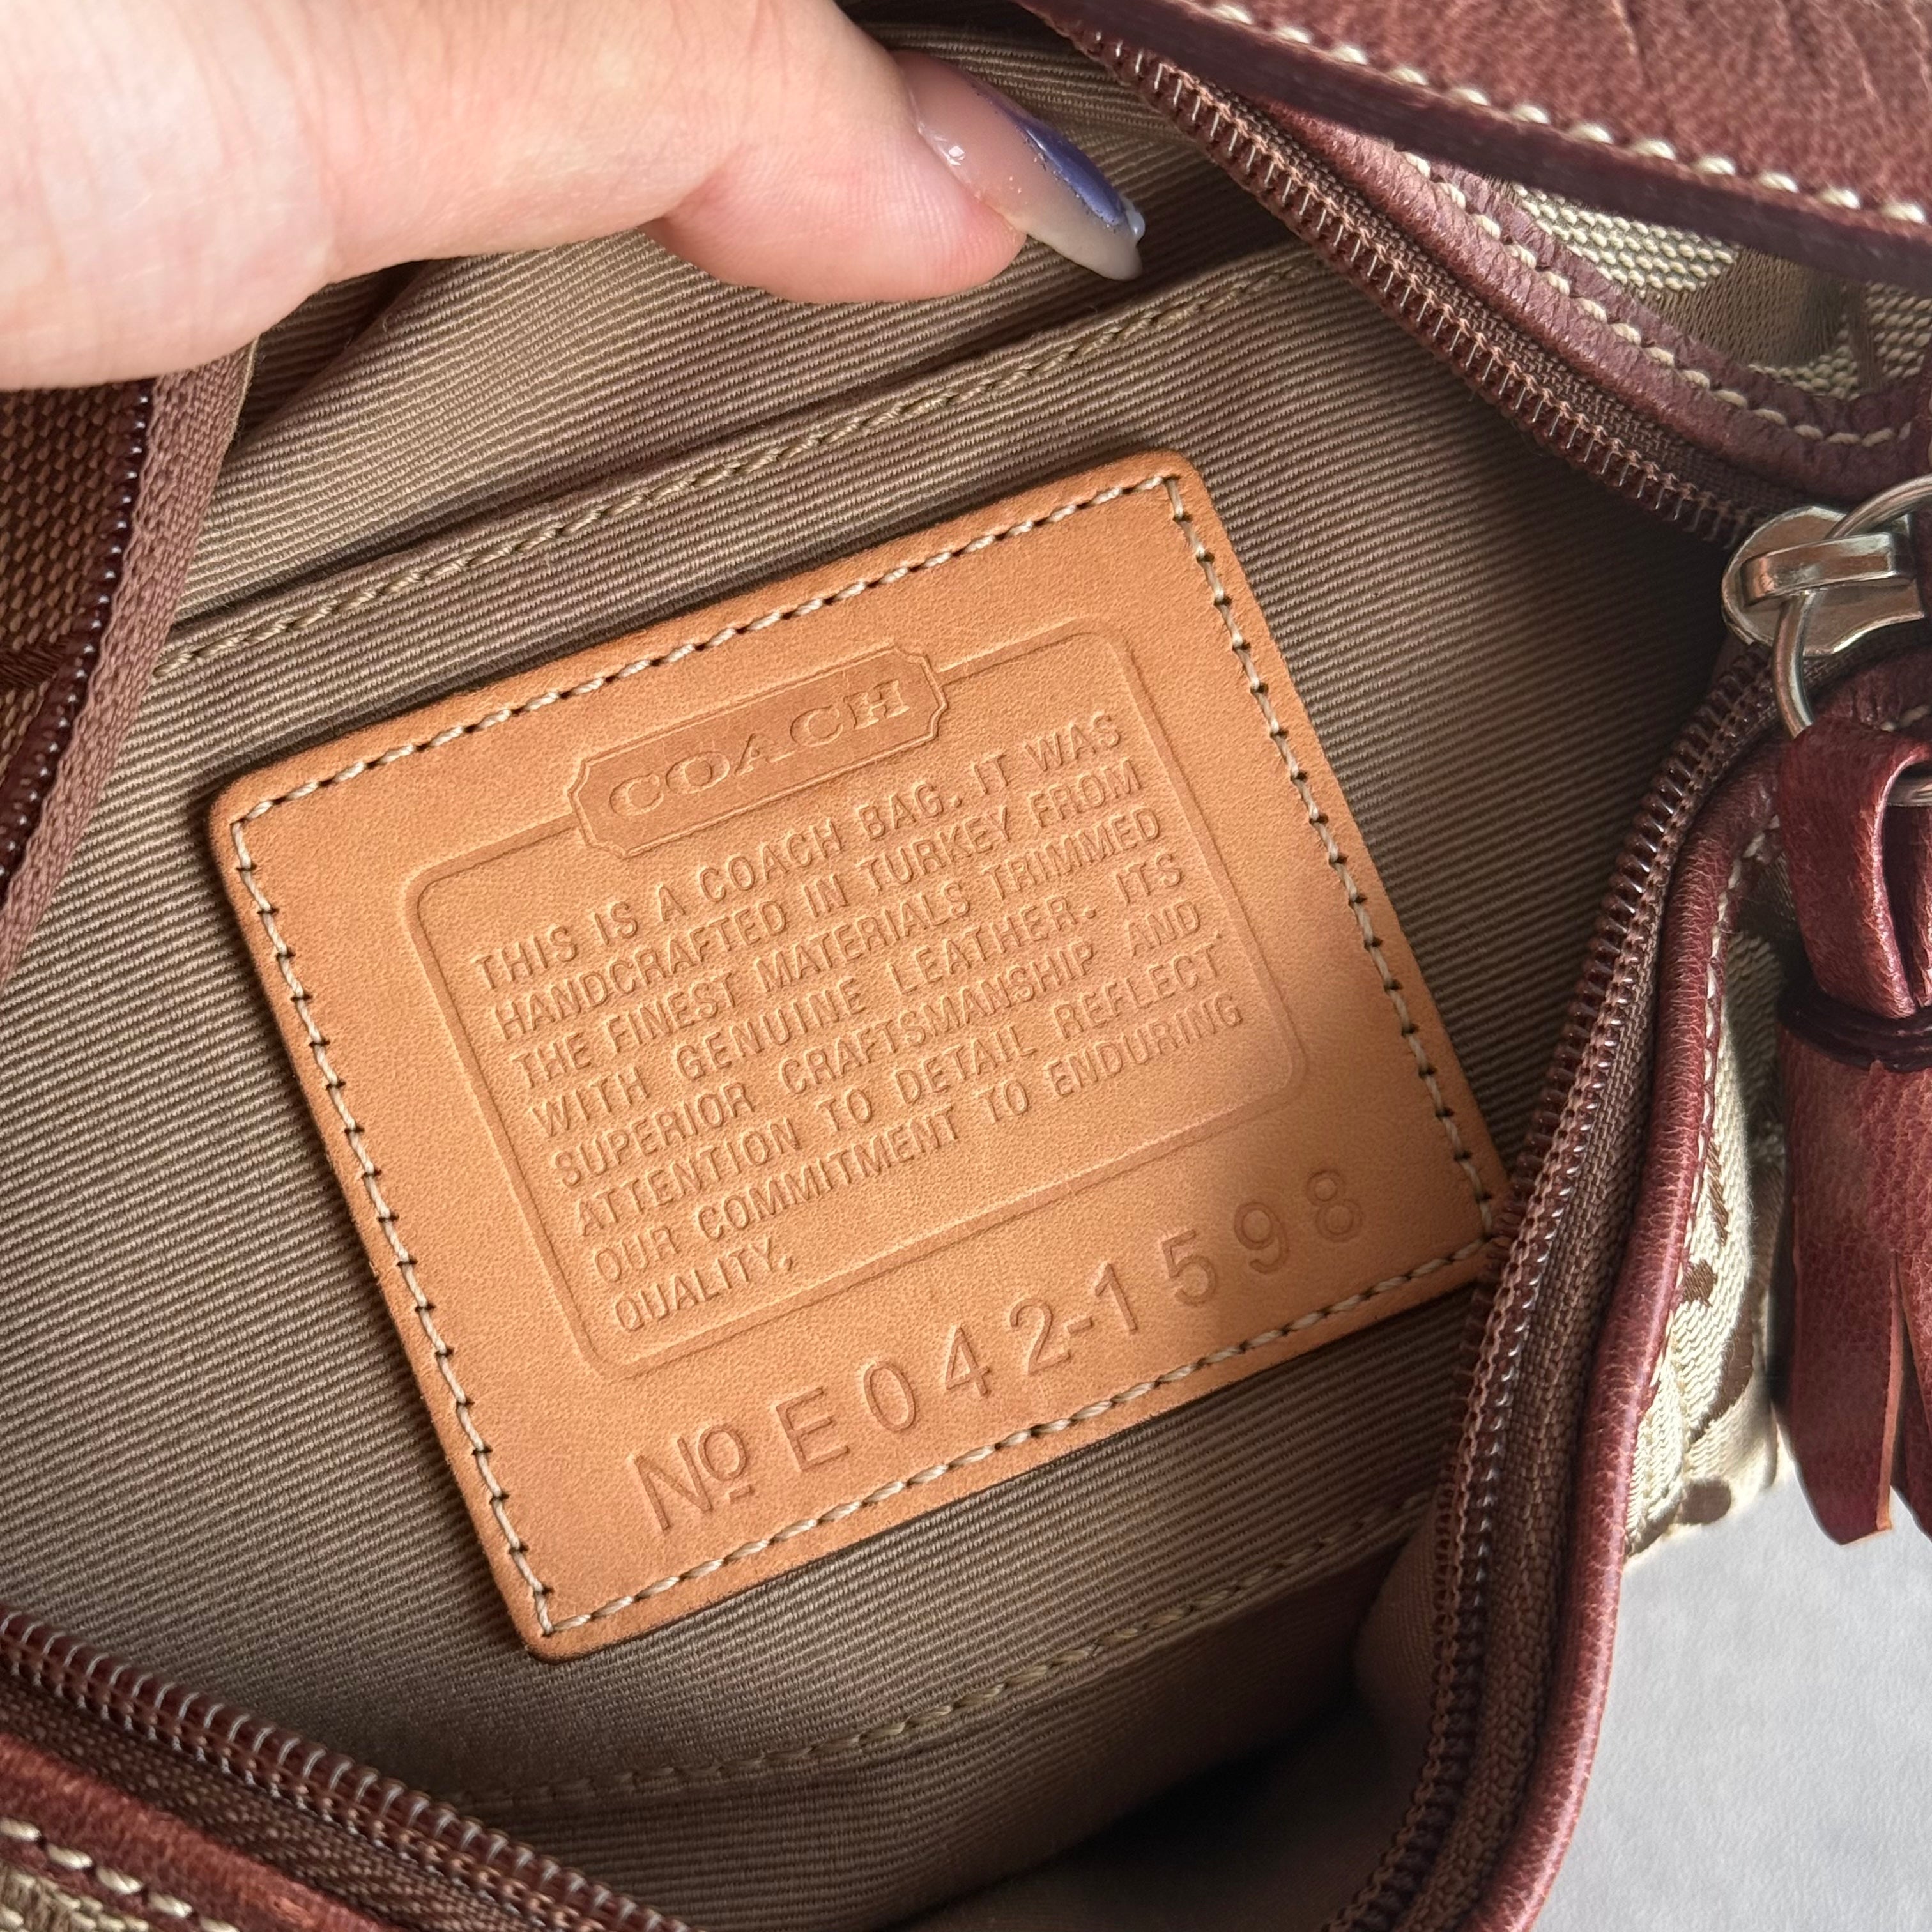 COACH
THIS IS A COACH BAG. IT WAS
HANDCRAFTED IN TURKEY FROM
THE FINEST MATERIALS TRIMMED
WITH GENUINE LEATHER. ITS
SUPERIOR CRAFTSMANSHIP AND
ATTENTION TO DETAIL REFLECT
OUR COMMITMENT TO ENDURING
QUALITY.
Nº E042-1598